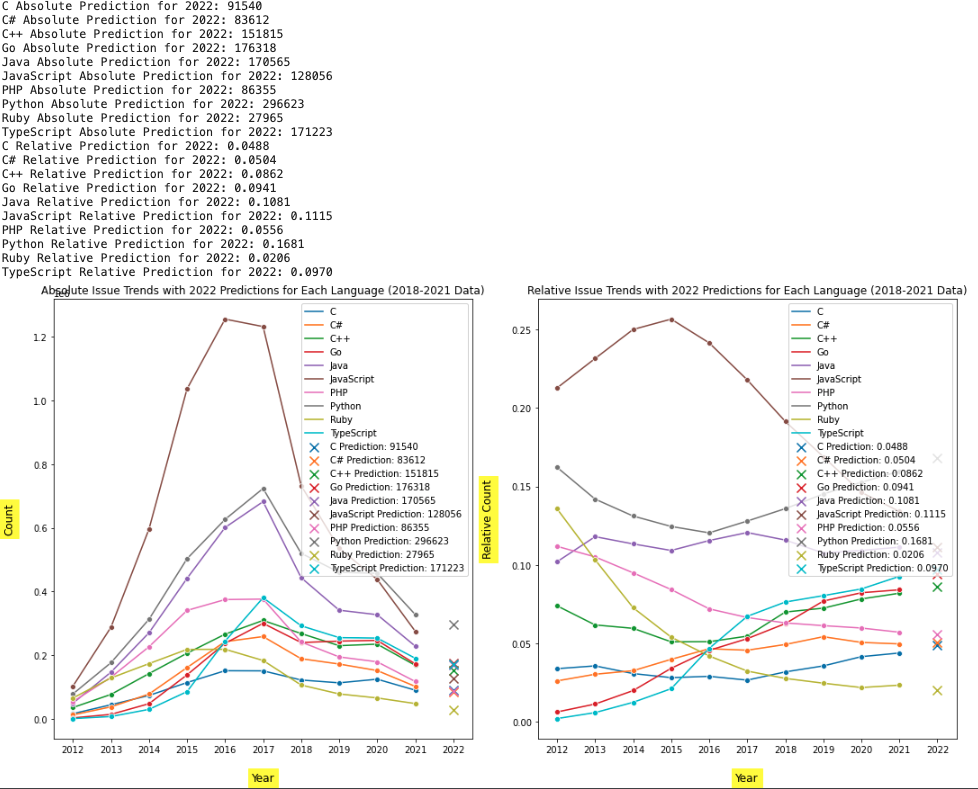 C Absolute Prediction for 2022: 91540
C# Absolute Prediction for 2022: 83612
C++ Absolute Prediction for 2022: 151815
Go Absolute Prediction for 2022: 176318
Java Absolute Prediction for 2022: 170565
JavaScript Absolute Prediction for 2022: 128056
PHP Absolute Prediction for 2022: 86355
Python Absolute Prediction for 2022: 296623
Ruby Absolute Prediction for 2022: 27965
TypeScript Absolute Prediction for 2022: 171223
C Relative Prediction for 2022: 0.0488
C# Relative Prediction for 2022: 0.0504
C++ Relative Prediction for 2022: 0.0862
Go Relative Prediction for 2022: 0.0941
Java Relative Prediction for 2022: 0.1081
JavaScript Relative Prediction for 2022: 0.1115
PHP Relative Prediction for 2022: 0.0556
Python Relative Prediction for 2022: 0.1681
Ruby Relative Prediction for 2022: 0.0206
TypeScript Relative Prediction for 2022: 0.0970
Absolute Issue Trends with 2022 Predictions for Each Language (2018-2021 Data)
1e6
C
C#
C++
Go
Java
JavaScript
PHP
Python
Ruby
TypeScript
C Prediction: 91540
C# Prediction: 83612
C++ Prediction: 151815
Go Prediction: 176318
Java Prediction: 170565
JavaScript Prediction: 128056
PHP Prediction: 86355
Python Prediction: 296623
Ruby Prediction: 27965
TypeScript Prediction: 171223
1.2
1.0
0.8
0.6
0.4
0.2
0.0
Count
2012 2013 2014 2015 2016 2017 2018 2019 2020 2021 2022
Year
Relative Issue Trends with 2022 Predictions for Each Language (2018-2021 Data)
C
C#
C++
Go
Java
JavaScript
PHP
Python
Ruby
TypeScript
C Prediction: 0.0488
C# Prediction: 0.0504
C++ Prediction: 0.0862
Go Prediction: 0.0941
Java Prediction: 0.1081
JavaScript Prediction: 0.1115
PHP Prediction: 0.0556
Python Prediction: 0.1681
Ruby Prediction: 0.0206
TypeScript Prediction: 0.0970
0.25
0.20
0.15
0.10
0.05
0.00
Relative Count
2012 2013 2014 2015 2016 2017 2018 2019 2020 2021 2022
Year